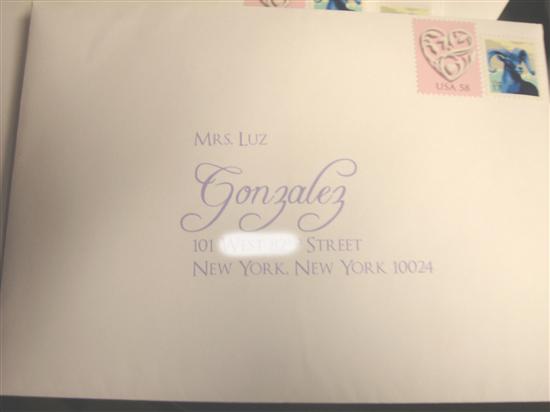 USA 58
MRS. LUZ
Gonzalez
101 STREET
NEW YORK, NEW YORK 10024